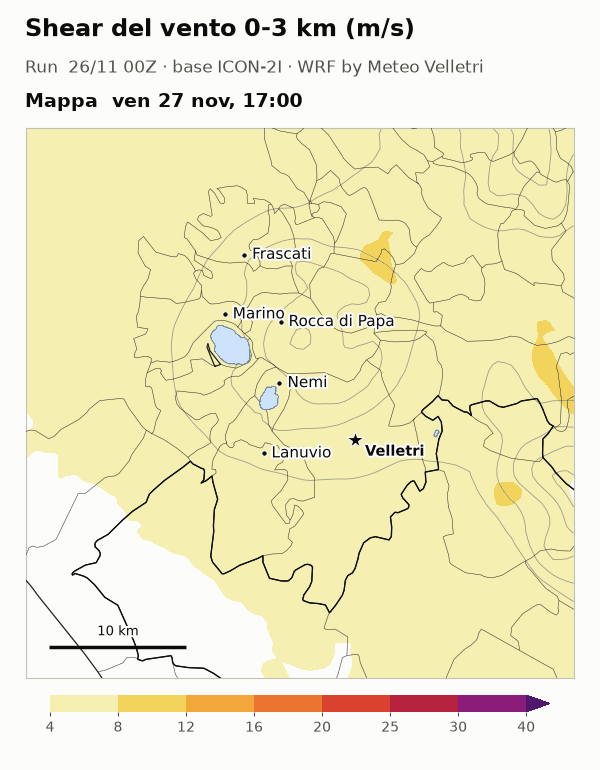 Shear del vento 0-3 km (m/s)
Run  26/11 00Z · base ICON-2I · WRF by Meteo Velletri
Mappa  ven 27 nov, 17:00
Frascati
Marino
Rocca di Papa
Nemi
Velletri
Lanuvio
10 km
4 8 12 16 20 25 30 40